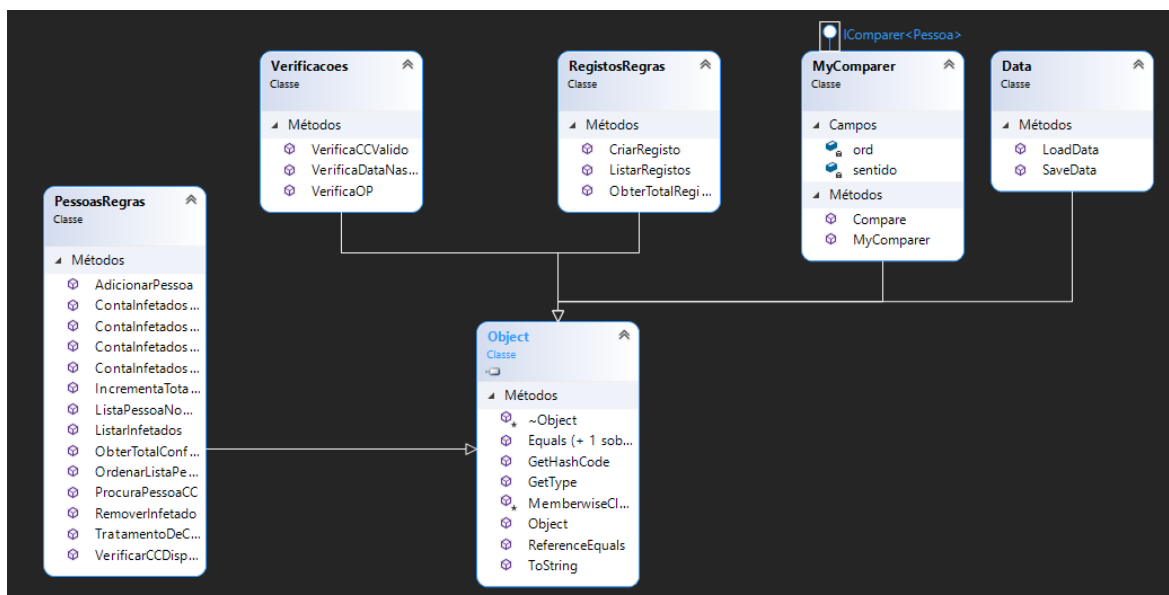 IComparer<Pessoa>
Verificacoes
Classe
Métodos
VerificaCCValido
VerificaDataNas...
VerificaOP
RegistosRegras
Classe
Métodos
CriarRegisto
ListarRegistos
ObterTotalRegi...
MyComparer
Classe
Campos
ord
sentido
Métodos
Compare
MyComparer
Data
Classe
Métodos
LoadData
SaveData
PessoasRegras
Classe
Métodos
AdicionarPessoa
ContaInfetados...
ContaInfetados...
ContaInfetados...
ContaInfetados...
IncrementaTota...
ListaPessoaNo...
ListarInfetados
ObterTotalConf...
OrdenarListaPe...
ProcuraPessoaCC
RemoverInfetado
TratamentoDeC...
VerificarCCDisp...
Object
Classe
Métodos
~Object
Equals (+ 1 sob...
GetHashCode
GetType
MemberwiseCl...
Object
ReferenceEquals
ToString